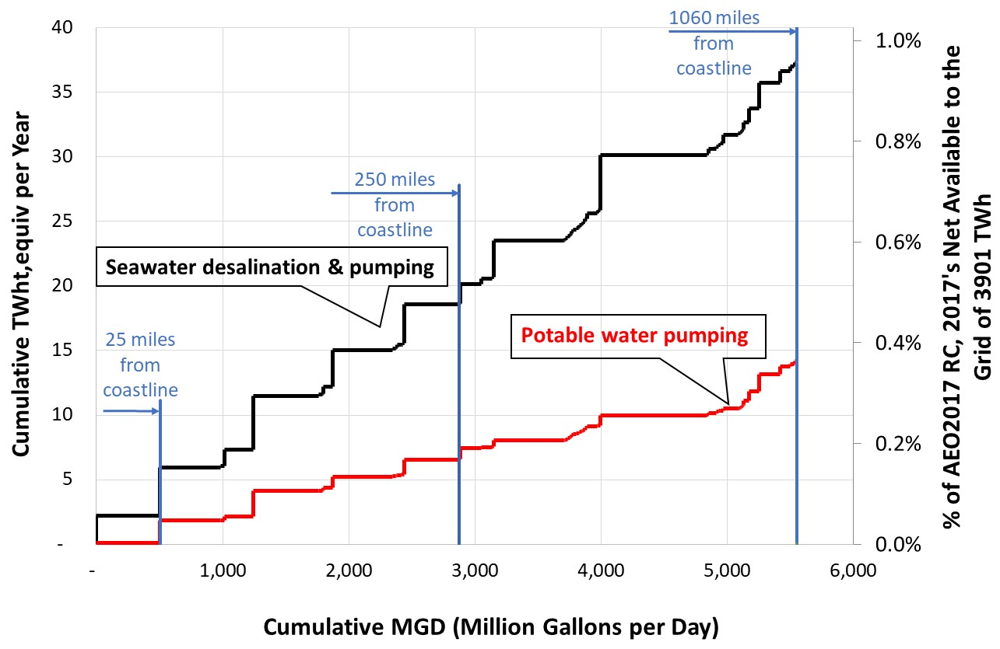 1060 miles
from
coastline
250 miles
from
coastline
Seawater desalination & pumping
25 miles
from
coastline
Potable water pumping
40
35
30
25
20
15
10
5
-
1.0%
0.8%
0.6%
0.4%
0.2%
0.0%
-
1,000
2,000
3,000
4,000
5,000
6,000
Cumulative TWht,equiv per Year
% of AEO2017 RC, 2017's Net Available to the
Grid of 3901 TWh
Cumulative MGD (Million Gallons per Day)